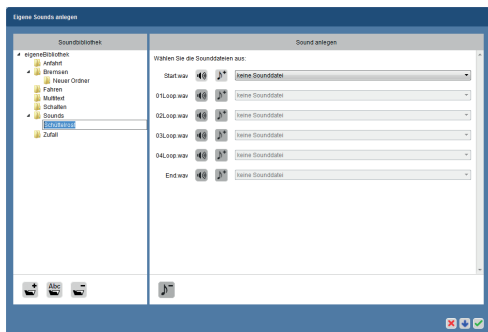 Eigene Sounds anlegen
Soundbibliothek
Sound anlegen
eigeneBibliothek
Anfahrt
Bremsen
Neuer Ordner
Fahren
Multitext
Schalten
Sounds
Schüttelrost
Zufall
Wählen Sie die Sounddateien aus:
Start.wav keine Sounddatei
01Loop.wav keine Sounddatei
02Loop.wav keine Sounddatei
03Loop.wav keine Sounddatei
04Loop.wav keine Sounddatei
End.wav keine Sounddatei
Abc